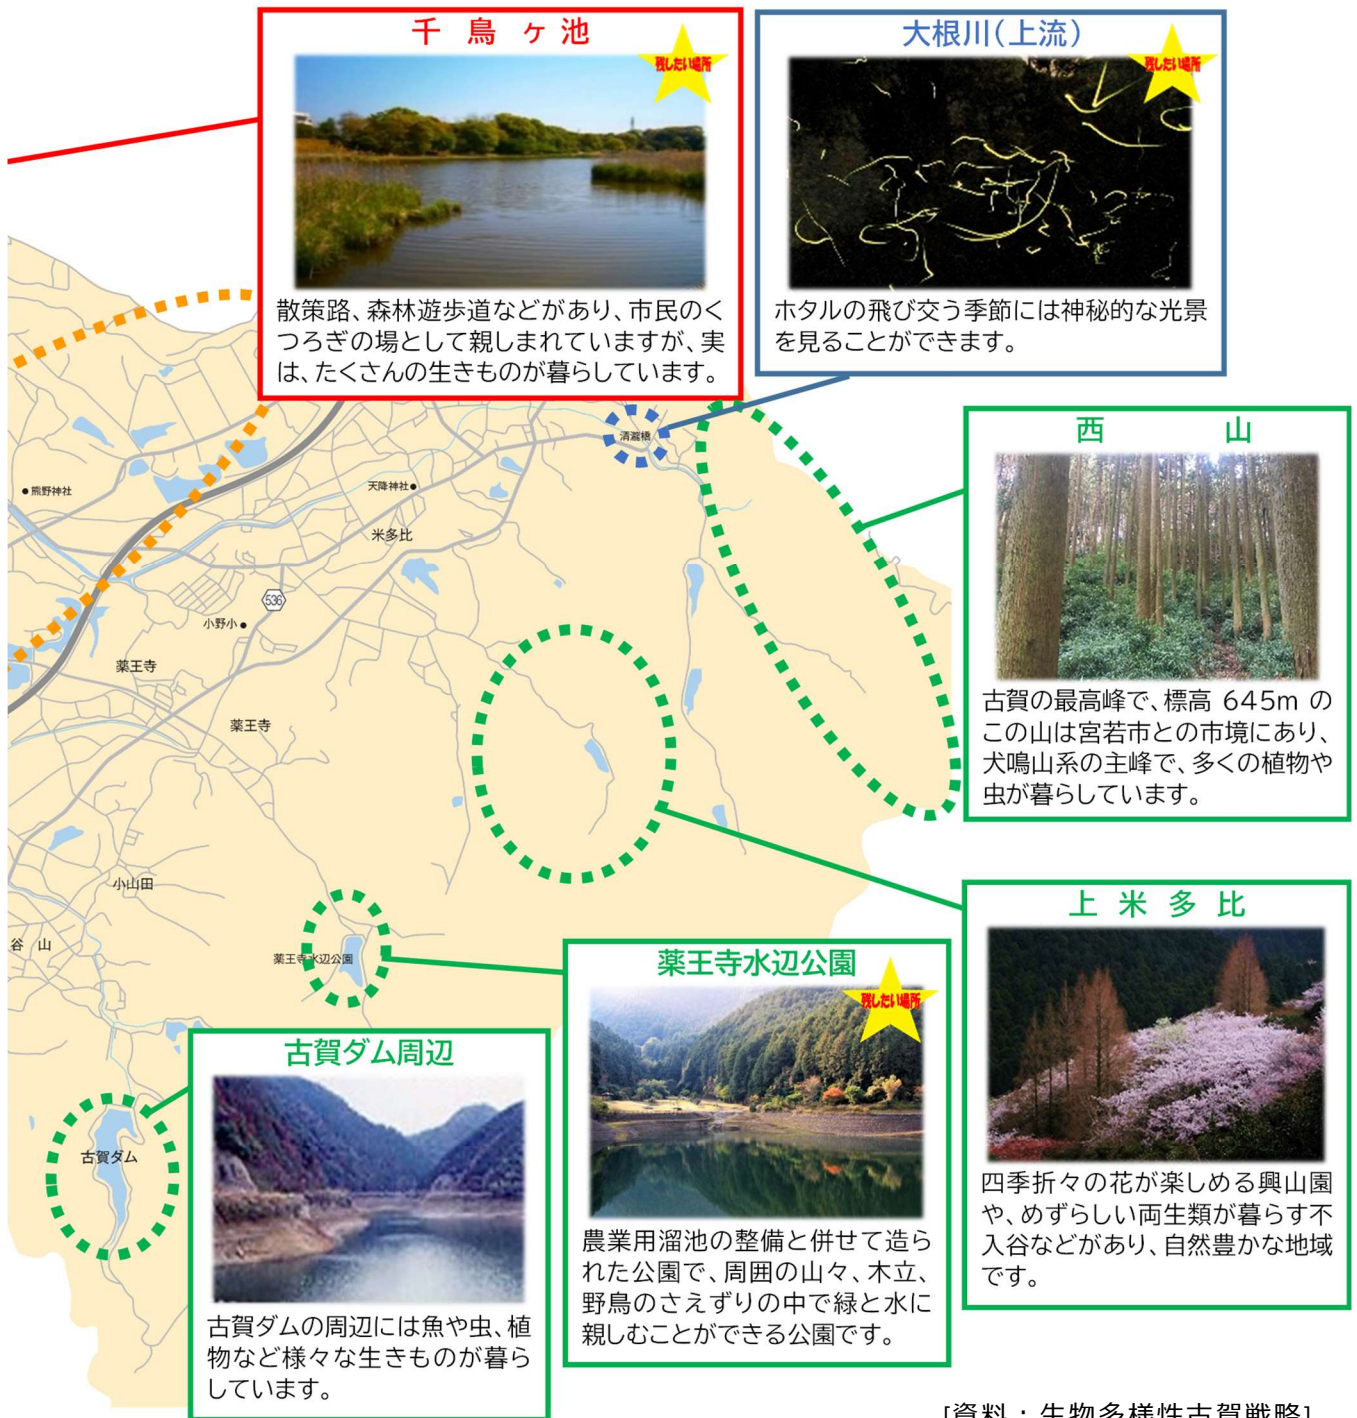 千鳥ヶ池
残したい場所
散策路、森林遊歩道などがあり、市民のく
つろぎの場として親しまれていますが、実
は、たくさんの生きものが暮らしています。
大根川(上流)
残したい場所
ホタルの飛び交う季節には神秘的な光景
を見ることができます。
清瀧橋
熊野神社
天降神社
米多比
536
小野小
薬王寺
薬王寺
小山田
谷山
薬王寺水辺公園
古賀ダム
西山
古賀の最高峰で、標高 645m の
この山は宮若市との市境にあり、
犬鳴山系の主峰で、多くの植物や
虫が暮らしています。
上米多比
四季折々の花が楽しめる興山園
や、めずらしい両生類が暮らす不
入谷などがあり、自然豊かな地域
です。
薬王寺水辺公園
残したい場所
農業用溜池の整備と併せて造ら
れた公園で、周囲の山々、木立、
野鳥のさえずりの中で緑と水に
親しむことができる公園です。
古賀ダム周辺
古賀ダムの周辺には魚や虫、植
物など様々な生きものが暮ら
しています。
[資料:生物多様性古賀戦略]